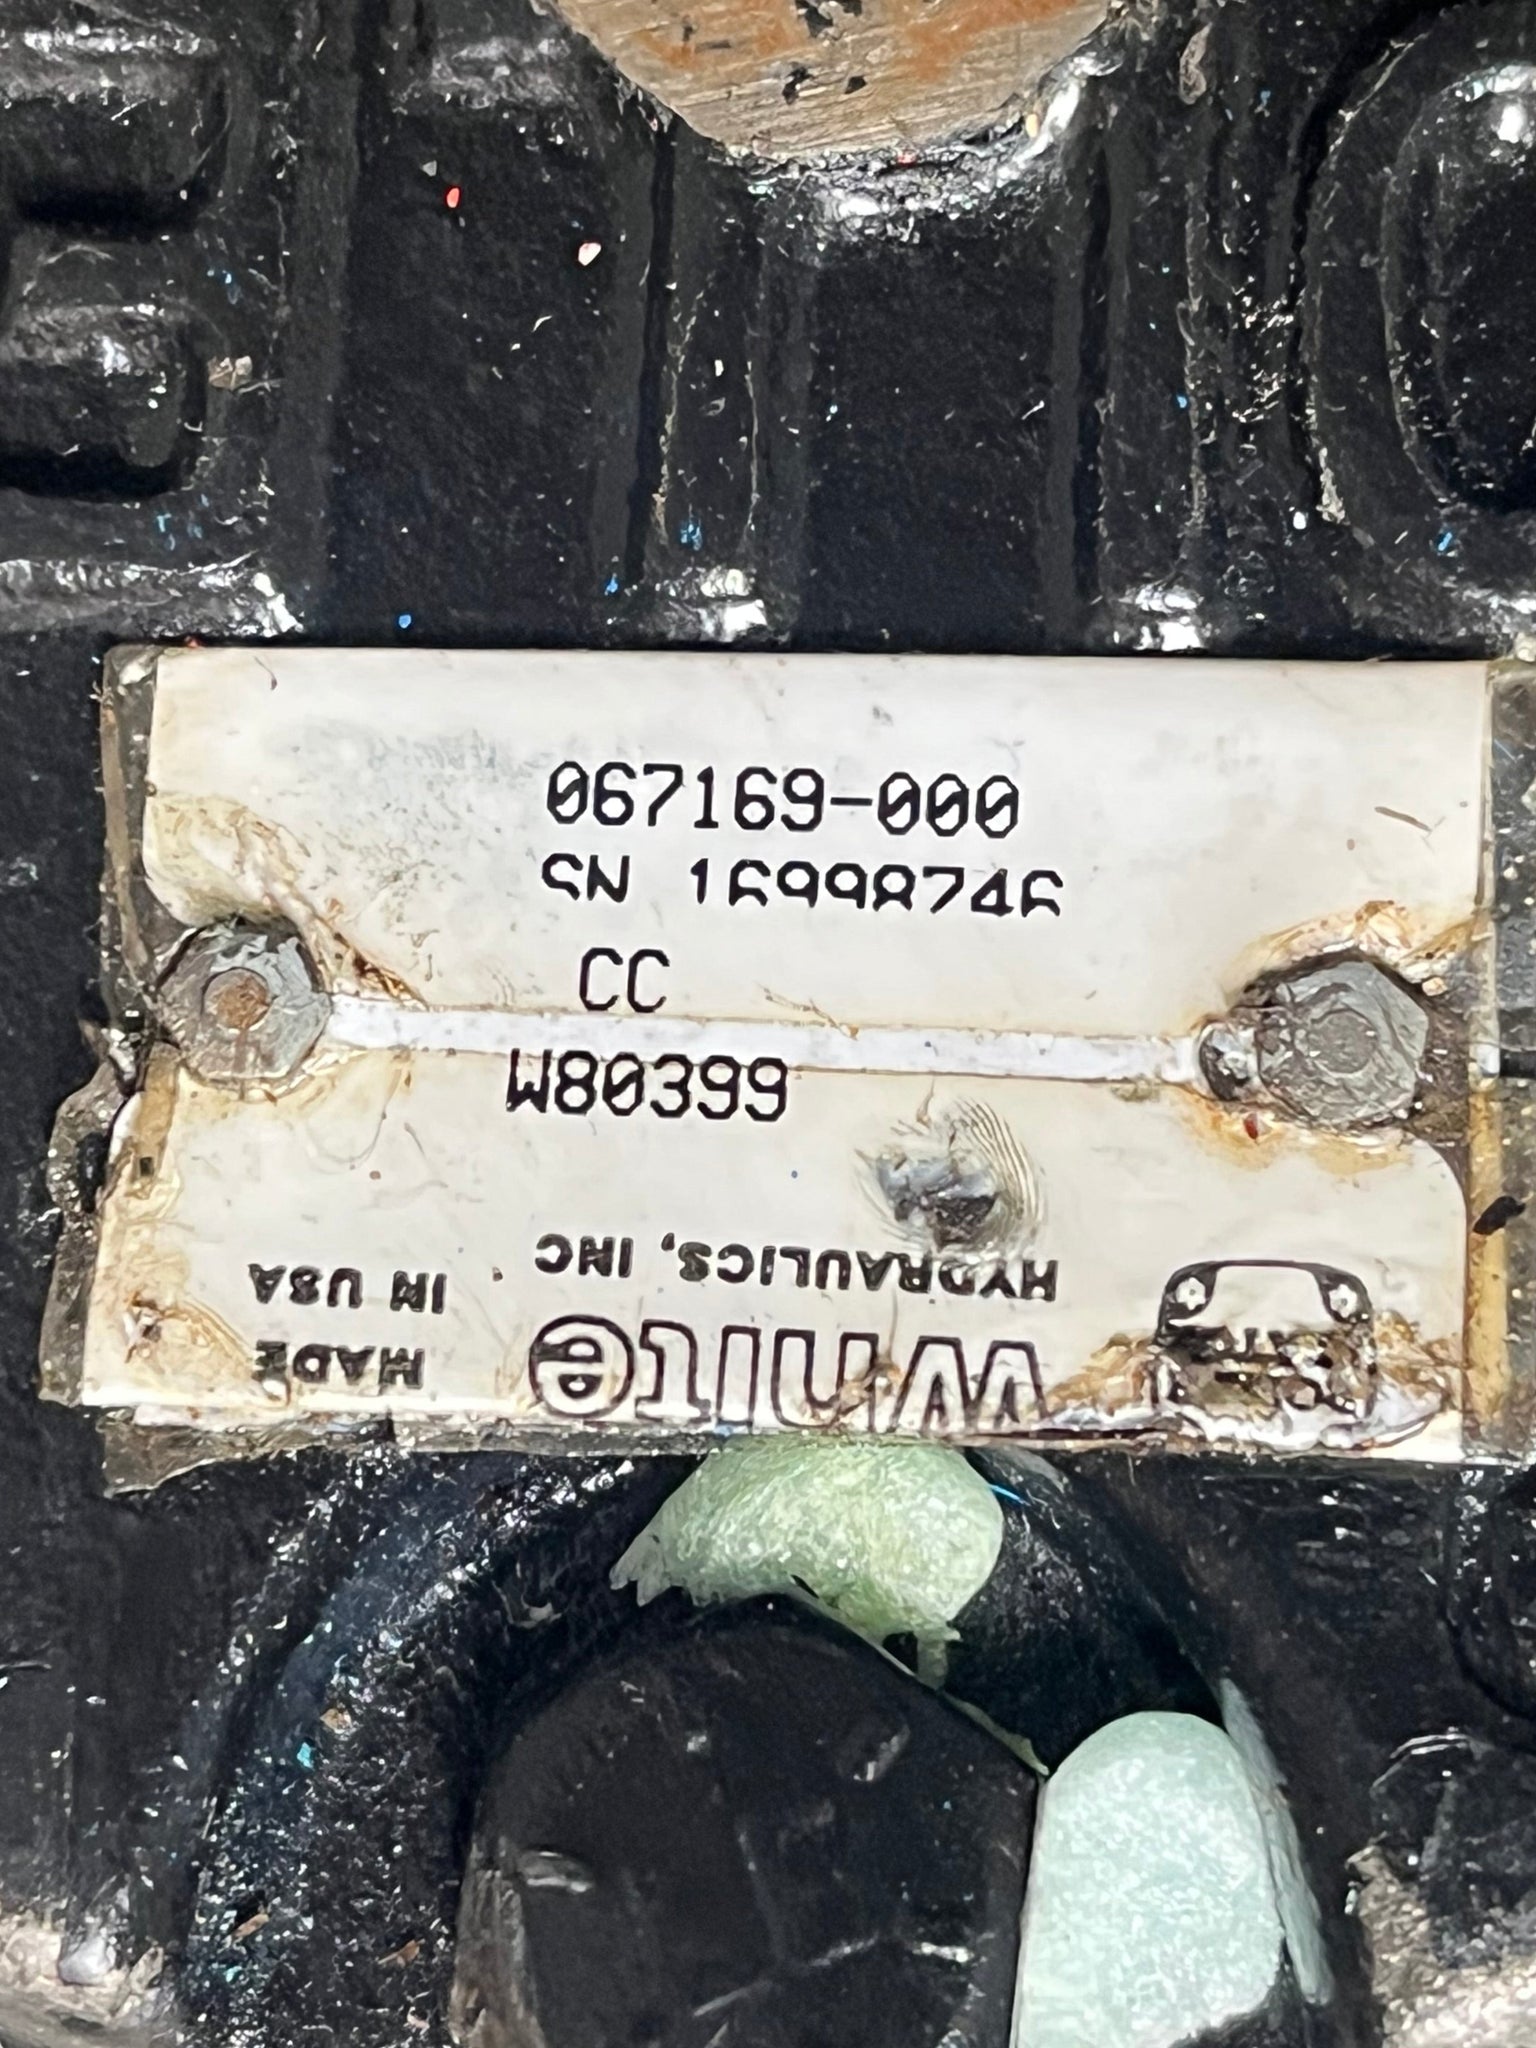 067169-000
SN 16998746
CC
W80399
White
HYDRAULICS, INC
MADE
IN USA